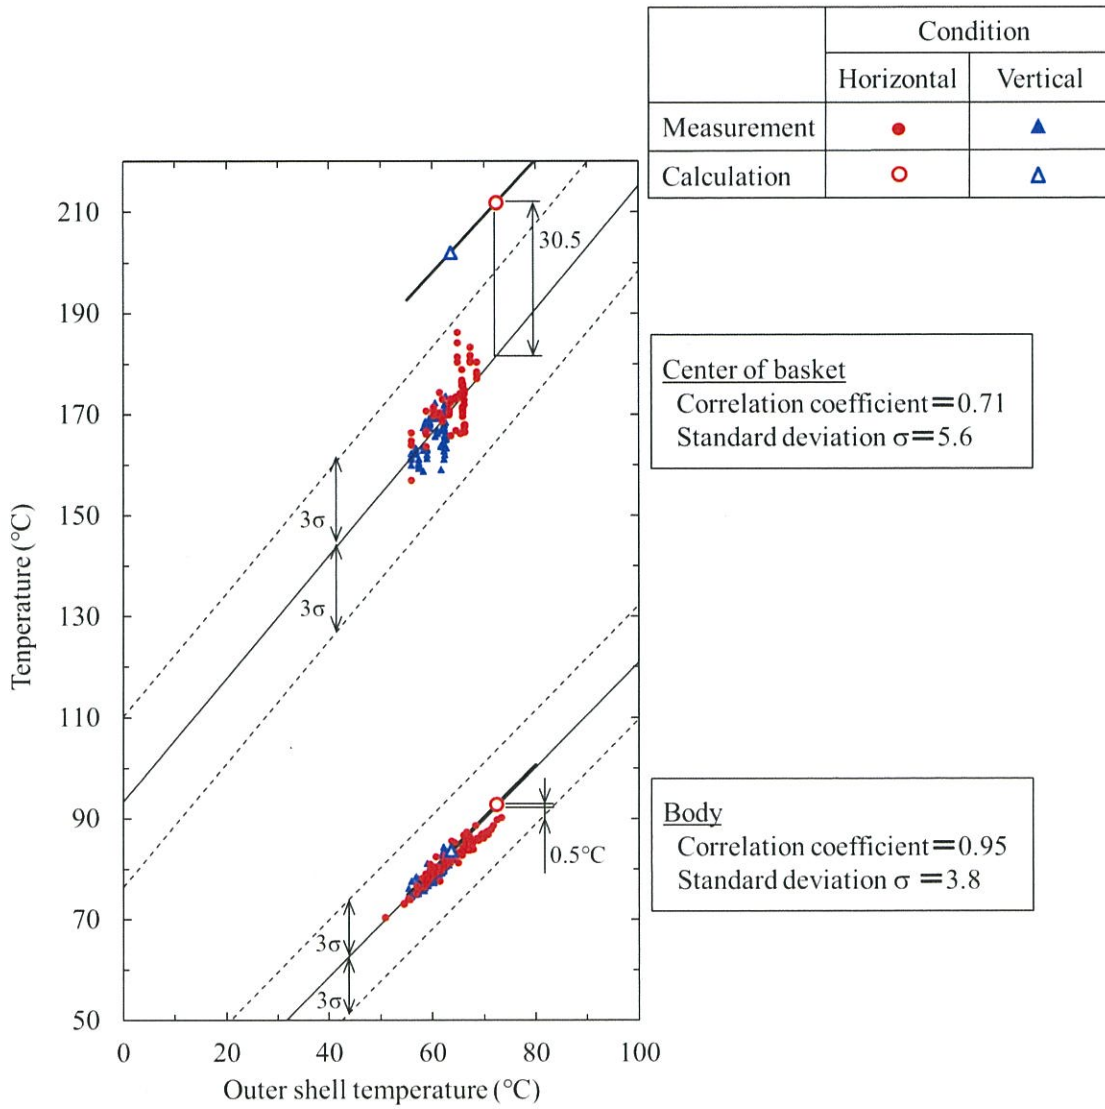 Condition
Horizontal Vertical
Measurement
Calculation
210
190
170
150
130
110
90
70
50
0 20 40 60 80 100
Tenperature (°C)
Outer shell temperature (°C)
30.5
3σ
3σ
0.5°C
3σ
3σ
Center of basket
Correlation coefficient=0.71
Standard deviation σ=5.6
Body
Correlation coefficient=0.95
Standard deviation σ=3.8